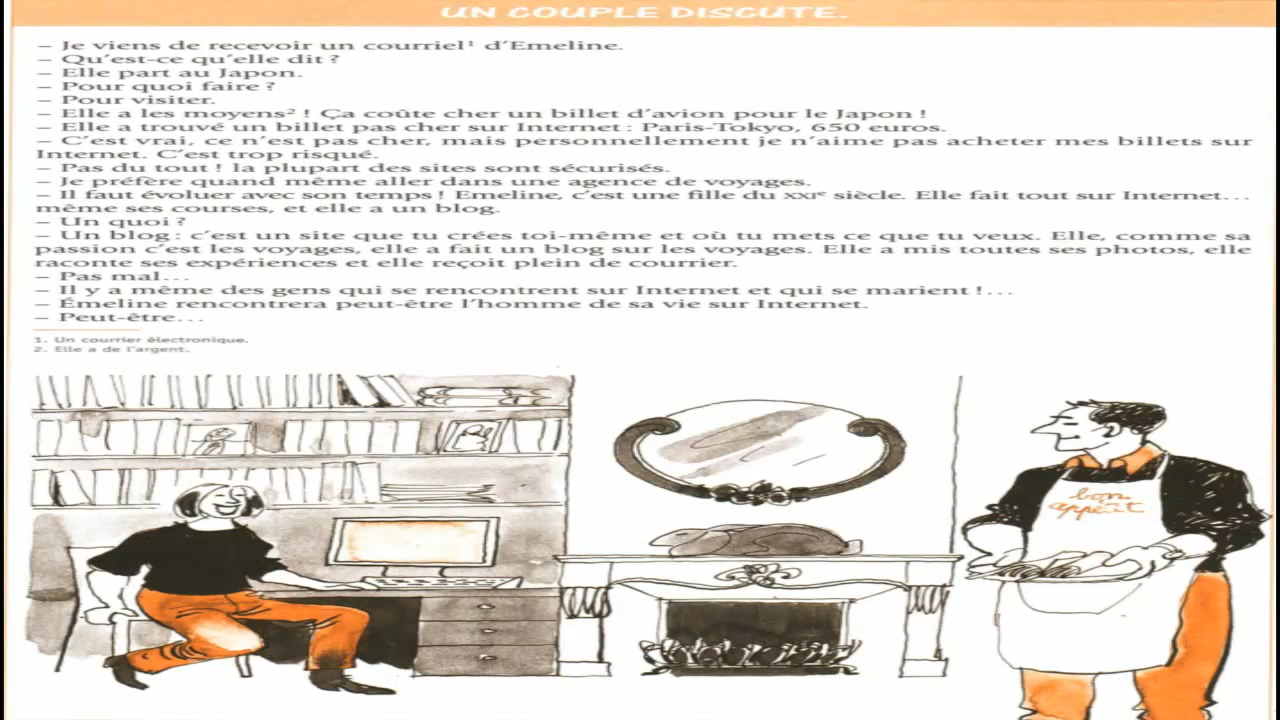 UN COUPLE DISCUTE.
– Je viens de recevoir un courriel¹ d'Emeline.
– Qu'est-ce qu'elle dit ?
– Elle part au Japon.
– Pour quoi faire ?
– Pour visiter.
– Elle a les moyens² ! Ça coûte cher un billet d'avion pour le Japon !
– Elle a trouvé un billet pas cher sur Internet : Paris-Tokyo, 650 euros.
– C'est vrai, ce n'est pas cher, mais personnellement je n'aime pas acheter mes billets sur
Internet. C'est trop risqué.
– Pas du tout ! la plupart des sites sont sécurisés.
– Je préfère quand même aller dans une agence de voyages.
– Il faut évoluer avec son temps ! Emeline, c'est une fille du XXIᵉ siècle. Elle fait tout sur Internet…
même ses courses, et elle a un blog.
– Un quoi ?
– Un blog : c'est un site que tu crées toi-même et où tu mets ce que tu veux. Elle, comme sa
passion c'est les voyages, elle a fait un blog sur les voyages. Elle a mis toutes ses photos, elle
raconte ses expériences et elle reçoit plein de courrier.
– Pas mal…
– Il y a même des gens qui se rencontrent sur Internet et qui se marient !…
– Émeline rencontrera peut-être l'homme de sa vie sur Internet.
– Peut-être…
1. Un courrier électronique.
2. Elle a de l'argent.
bon
appétit